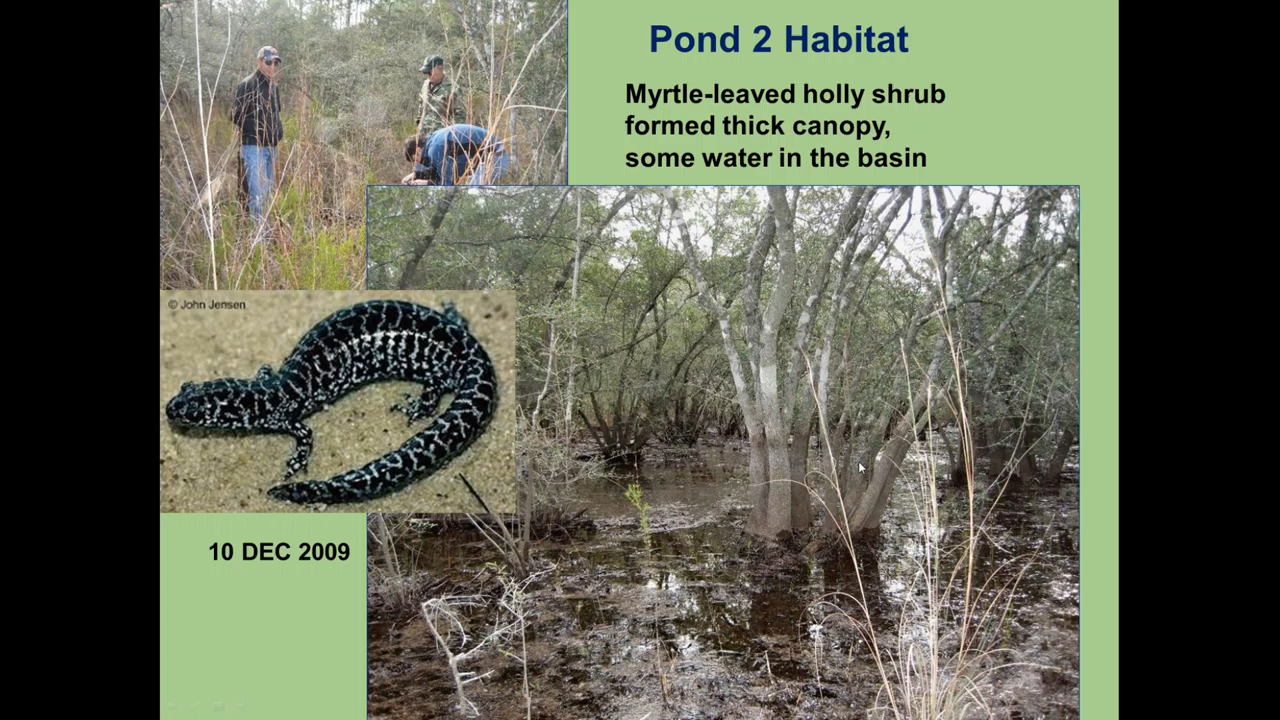 Pond 2 Habitat
Myrtle-leaved holly shrub
formed thick canopy,
some water in the basin
© John Jensen
10 DEC 2009